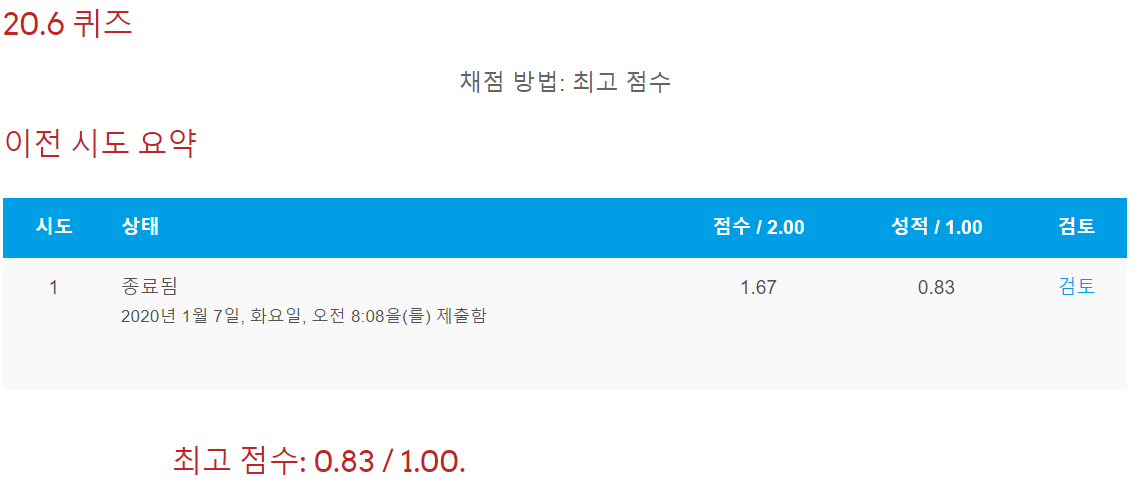 20.6 퀴즈
채점 방법: 최고 점수
이전 시도 요약
시도 상태 점수 / 2.00 성적 / 1.00 검토
1 종료됨 1.67 0.83 검토
2020년 1월 7일, 화요일, 오전 8:08을(를) 제출함
최고 점수: 0.83 / 1.00.